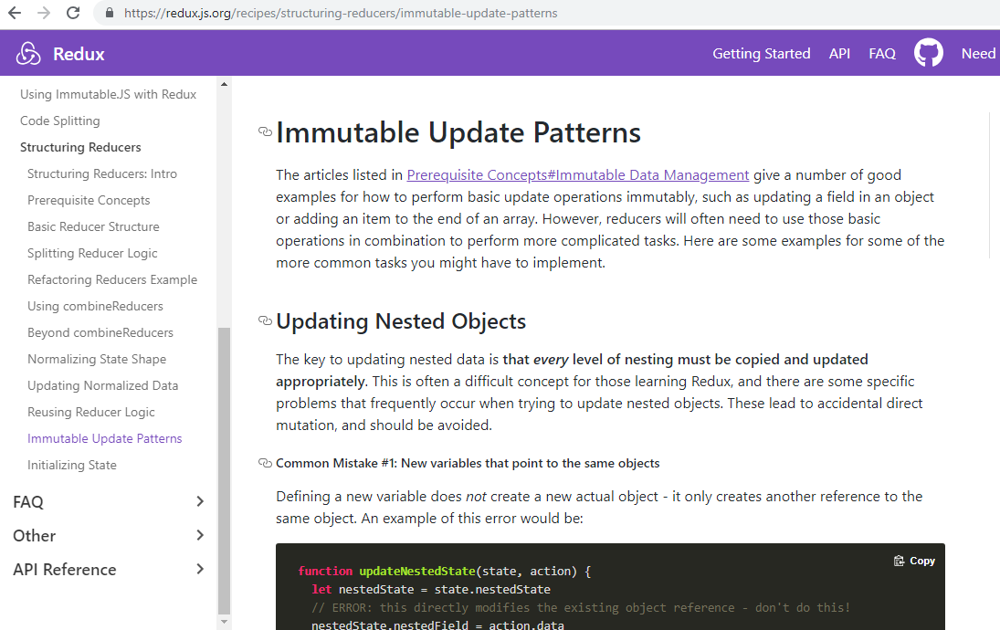 https://redux.js.org/recipes/structuring-reducers/immutable-update-patterns
Redux
Getting Started API FAQ Need
Using Immutable.JS with Redux
Code Splitting
Structuring Reducers
Structuring Reducers: Intro
Prerequisite Concepts
Basic Reducer Structure
Splitting Reducer Logic
Refactoring Reducers Example
Using combineReducers
Beyond combineReducers
Normalizing State Shape
Updating Normalized Data
Reusing Reducer Logic
Immutable Update Patterns
Initializing State
FAQ
Other
API Reference
Immutable Update Patterns
The articles listed in Prerequisite Concepts#Immutable Data Management give a number of good
examples for how to perform basic update operations immutably, such as updating a field in an object
or adding an item to the end of an array. However, reducers will often need to use those basic
operations in combination to perform more complicated tasks. Here are some examples for some of the
more common tasks you might have to implement.
Updating Nested Objects
The key to updating nested data is that every level of nesting must be copied and updated
appropriately. This is often a difficult concept for those learning Redux, and there are some specific
problems that frequently occur when trying to update nested objects. These lead to accidental direct
mutation, and should be avoided.
Common Mistake #1: New variables that point to the same objects
Defining a new variable does not create a new actual object - it only creates another reference to the
same object. An example of this error would be:
Copy
function updateNestedState(state, action) {
let nestedState = state.nestedState
// ERROR: this directly modifies the existing object reference - don't do this!
nestedState.nestedField = action.data